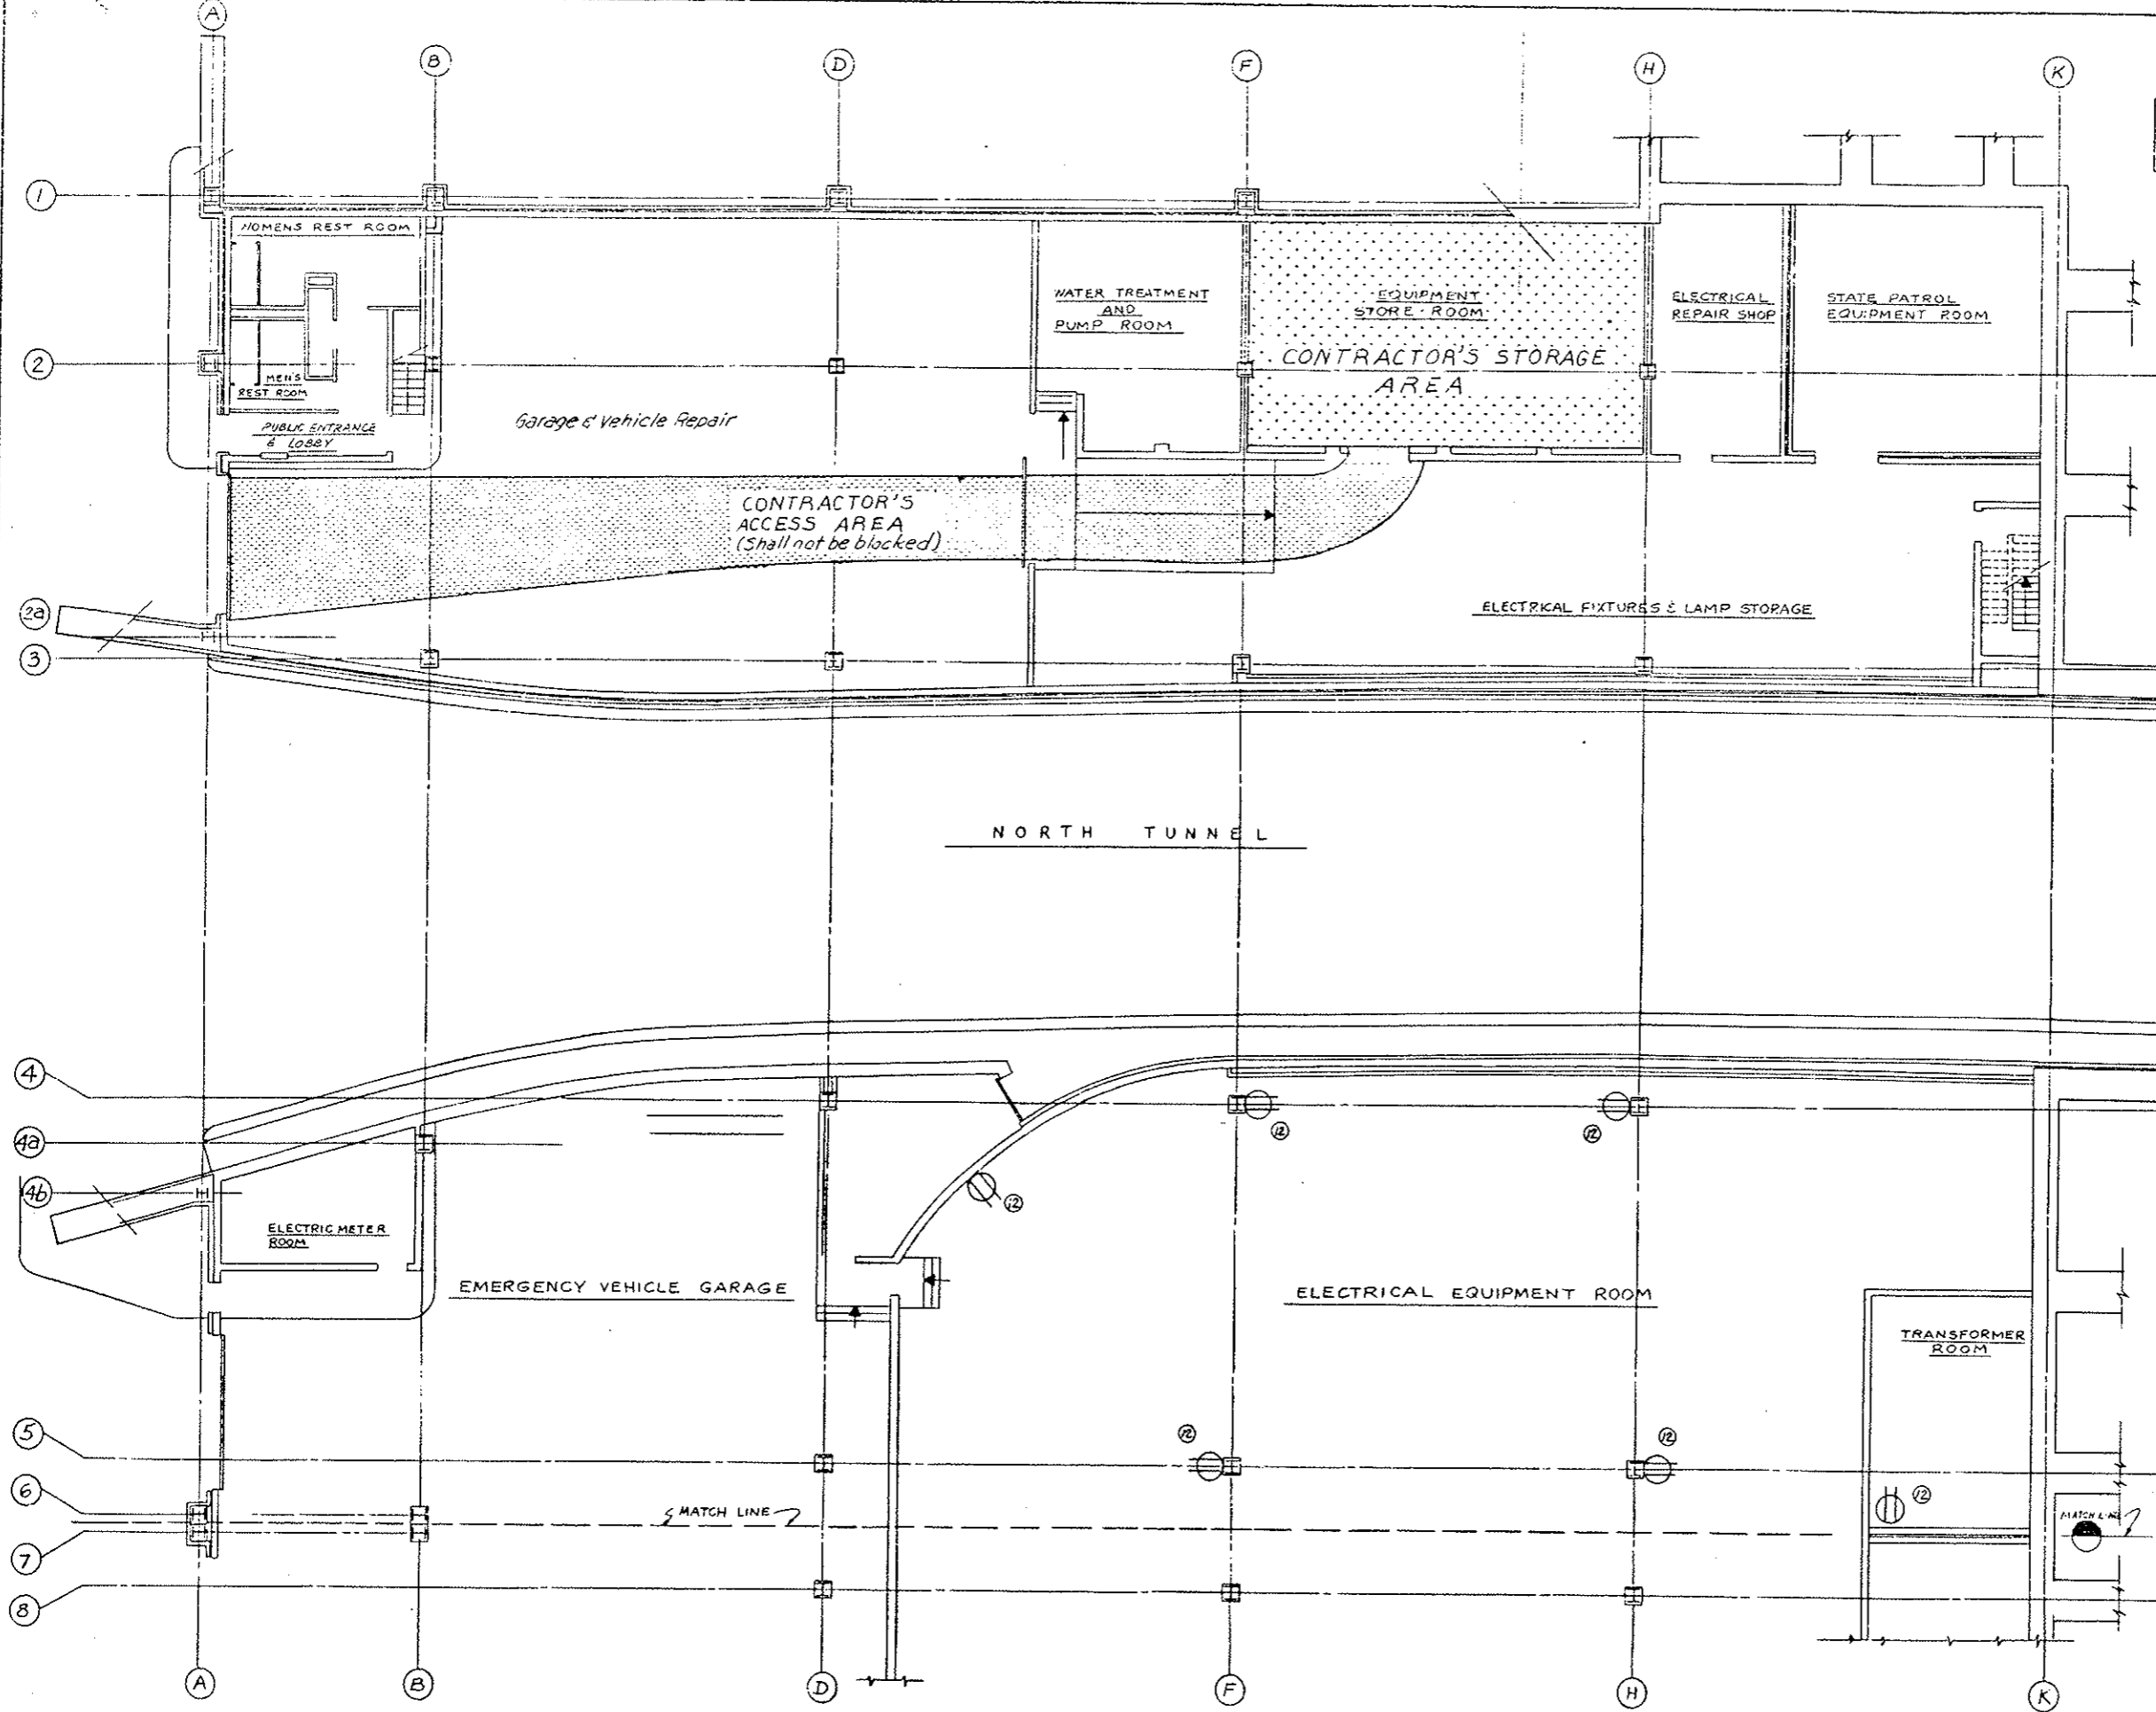 A
B
D
F
H
K
1
WOMENS REST ROOM
WATER TREATMENT
AND
PUMP ROOM
EQUIPMENT
STORE ROOM
ELECTRICAL
REPAIR SHOP
STATE PATROL
EQUIPMENT ROOM
2
CONTRACTOR'S STORAGE
AREA
MEN'S
REST ROOM
Garage & Vehicle Repair
PUBLIC ENTRANCE
& LOBBY
CONTRACTOR'S
ACCESS AREA
(Shall not be blocked)
2a
ELECTRICAL FIXTURES & LAMP STORAGE
3
NORTH TUNNEL
4
12
12
4a
4b
12
ELECTRIC METER
ROOM
EMERGENCY VEHICLE GARAGE
ELECTRICAL EQUIPMENT ROOM
TRANSFORMER
ROOM
5
12
12
6
12
MATCH LINE
MATCH LINE
7
8
A
B
D
F
H
K